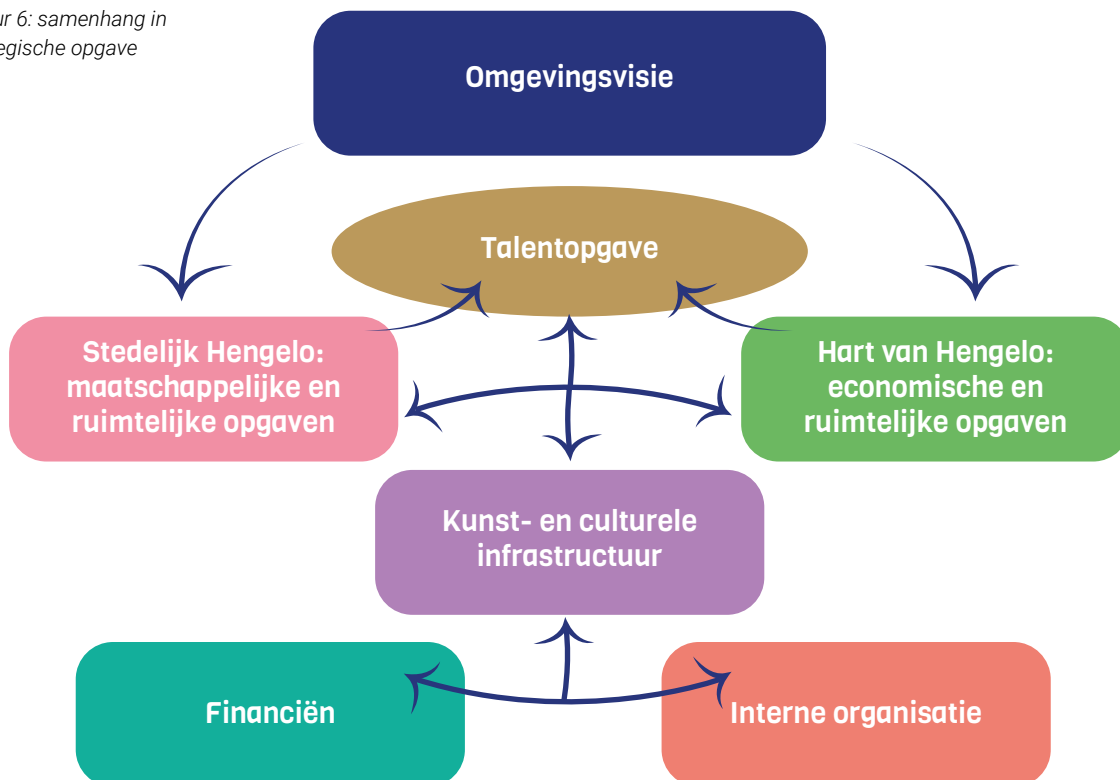 ur 6: samenhang in
egische opgave
Omgevingsvisie
Talentopgave
Stedelijk Hengelo:
maatschappelijke en
ruimtelijke opgaven
Hart van Hengelo:
economische en
ruimtelijke opgaven
Kunst- en culturele
infrastructuur
Financiën
Interne organisatie